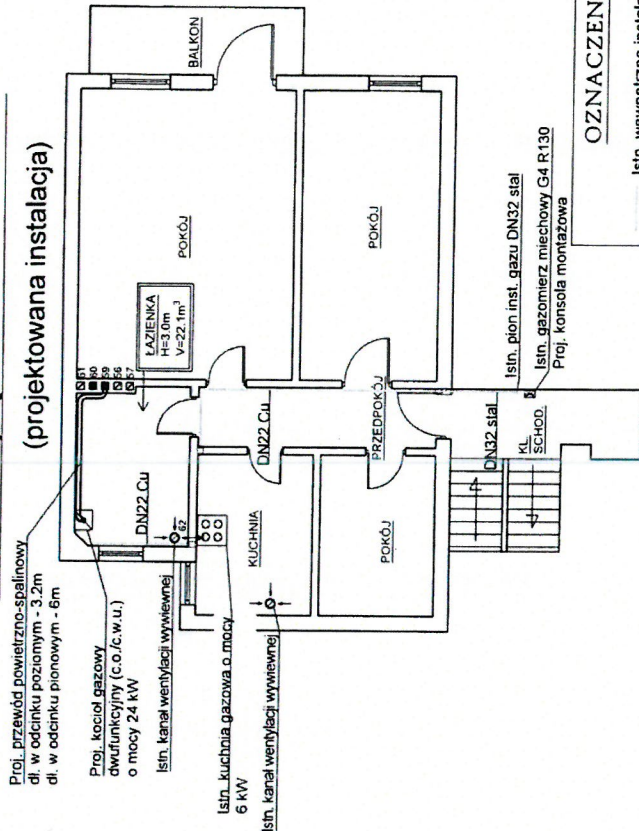 (projektowana instalacja)
Proj. przewód powietrzno-spalinowy
dł. w odcinku poziomym - 3.2m
dł. w odcinku pionowym - 6m
Proj. kocioł gazowy
dwufunkcyjny (c.o./c.w.u.)
o mocy 24 kW
Istn. kanał wentylacji wywiewnej
Istn. kuchnia gazowa o mocy
6 kW
Istn. kanał wentylacji wywiewnej
BALKON
POKÓJ
ŁAZIENKA
H=3.0m
V=22.1m³
61
60
59
56
57
DN22 Cu
62
DN22 Cu
KUCHNIA
PRZEDPOKÓJ
POKÓJ
POKÓJ
DN32 stal
KL.
SCHOD.
Istn. pion inst. gazu DN32 stal
Istn. gazomierz miechowy G4 R130
Proj. konsola montażowa
OZNACZEN
Istn. wewnętrzna instala